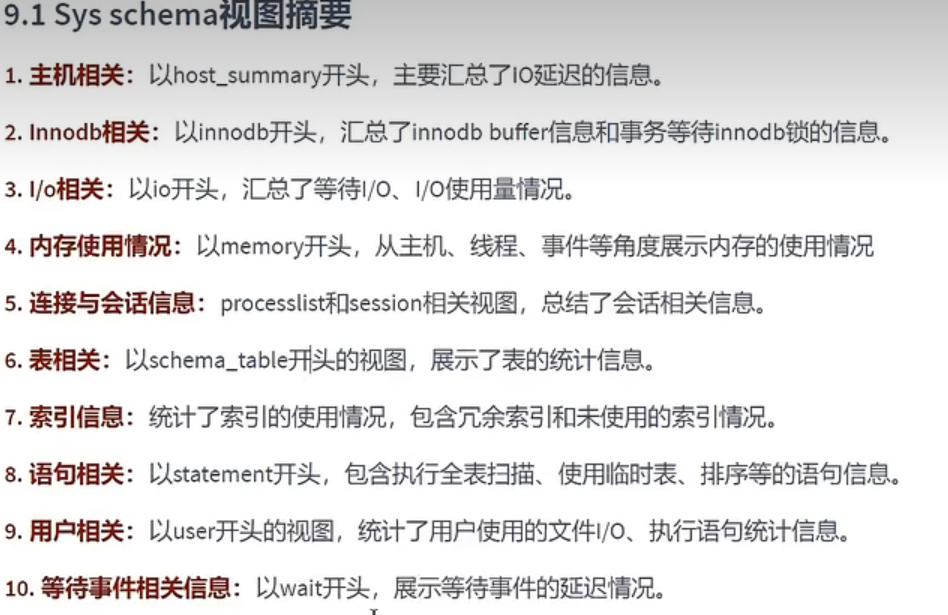 9.1 Sys schema视图摘要
1. 主机相关：以host_summary开头，主要汇总了IO延迟的信息。
2. Innodb相关：以innodb开头，汇总了innodb buffer信息和事务等待innodb锁的信息。
3. I/o相关：以io开头，汇总了等待I/O、I/O使用量情况。
4. 内存使用情况：以memory开头，从主机、线程、事件等角度展示内存的使用情况
5. 连接与会话信息：processlist和session相关视图，总结了会话相关信息。
6. 表相关：以schema_table开头的视图，展示了表的统计信息。
7. 索引信息：统计了索引的使用情况，包含冗余索引和未使用的索引情况。
8. 语句相关：以statement开头，包含执行全表扫描、使用临时表、排序等的语句信息。
9. 用户相关：以user开头的视图，统计了用户使用的文件I/O、执行语句统计信息。
10. 等待事件相关信息：以wait开头，展示等待事件的延迟情况。